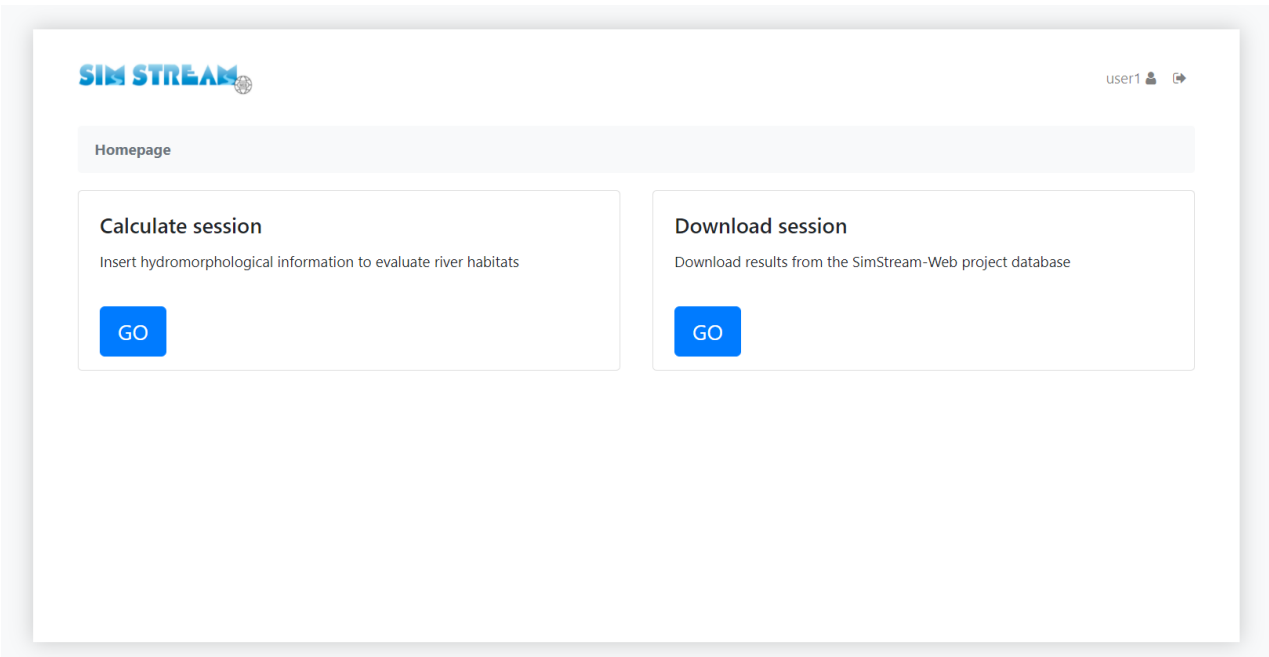 SIM STREAM
user1
Homepage
Calculate session
Insert hydromorphological information to evaluate river habitats
GO
Download session
Download results from the SimStream-Web project database
GO